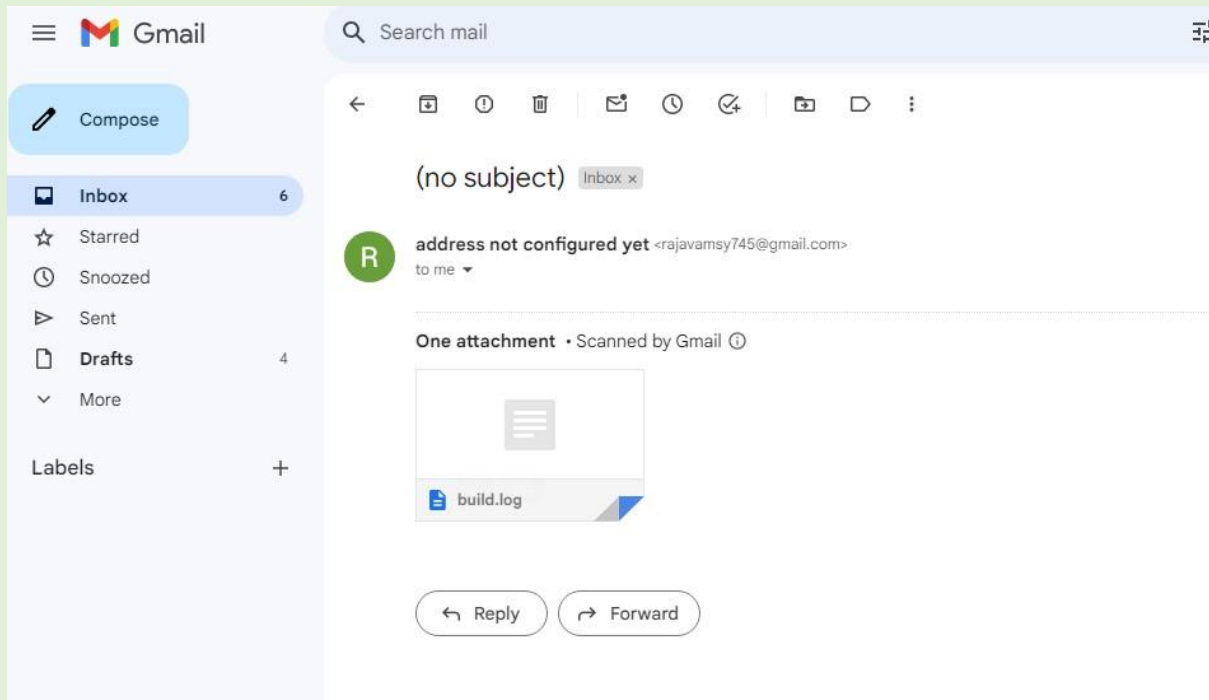 Gmail
Search mail
Compose
Inbox 6
Starred
Snoozed
Sent
Drafts 4
More
Labels
(no subject) Inbox ×
R
address not configured yet <rajavamsy745@gmail.com>
to me
One attachment • Scanned by Gmail
build.log
Reply Forward